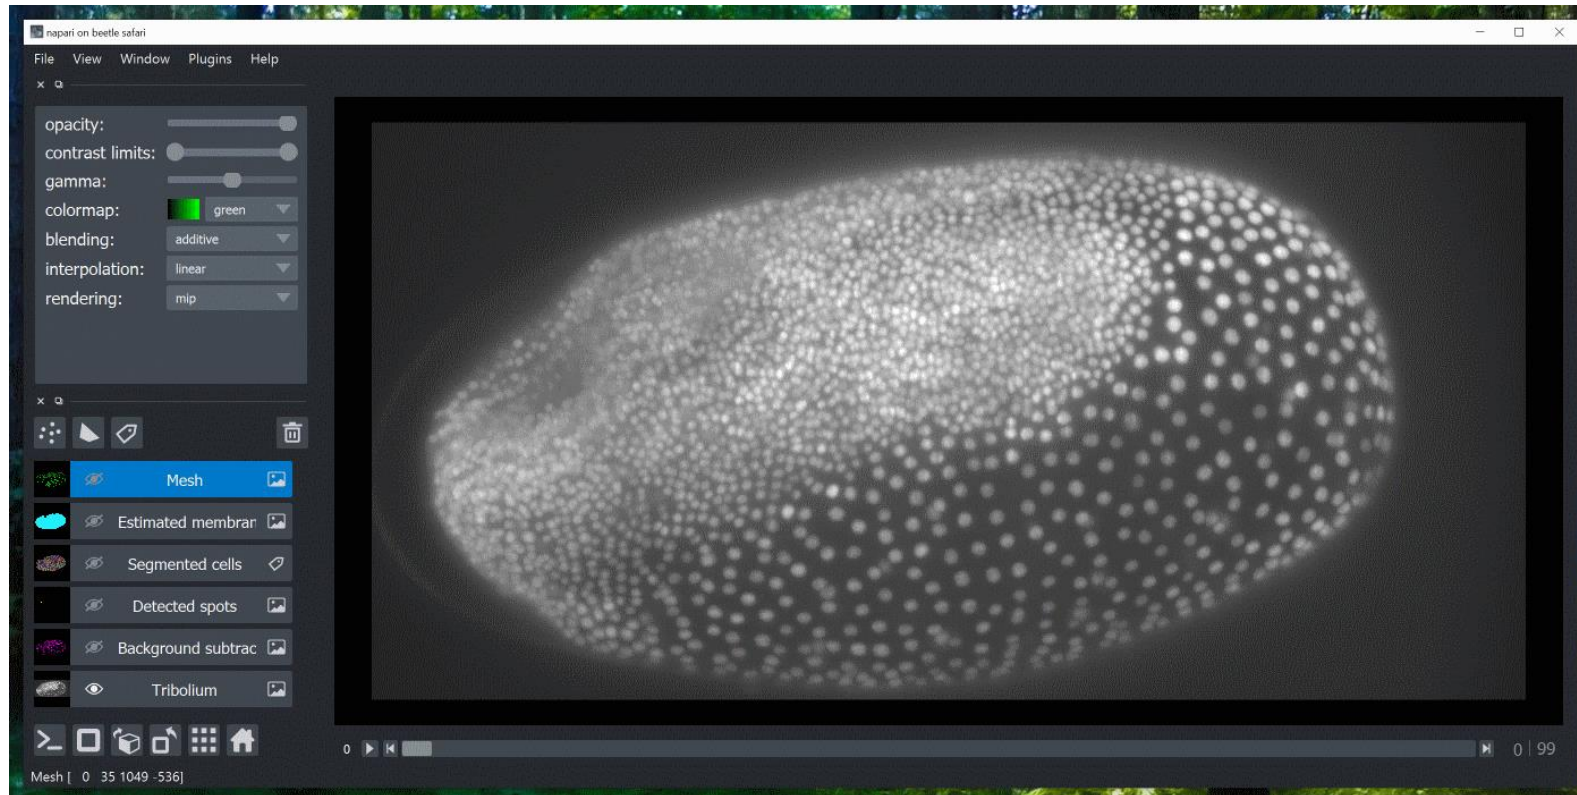 napari on beetle safari
File View Window Plugins Help
opacity:
contrast limits:
gamma:
colormap: green
blending: additive
interpolation: linear
rendering: mip
Mesh
Estimated membran
Segmented cells
Detected spots
Background subtrac
Tribolium
0 0 | 99
Mesh [ 0 35 1049 -536]